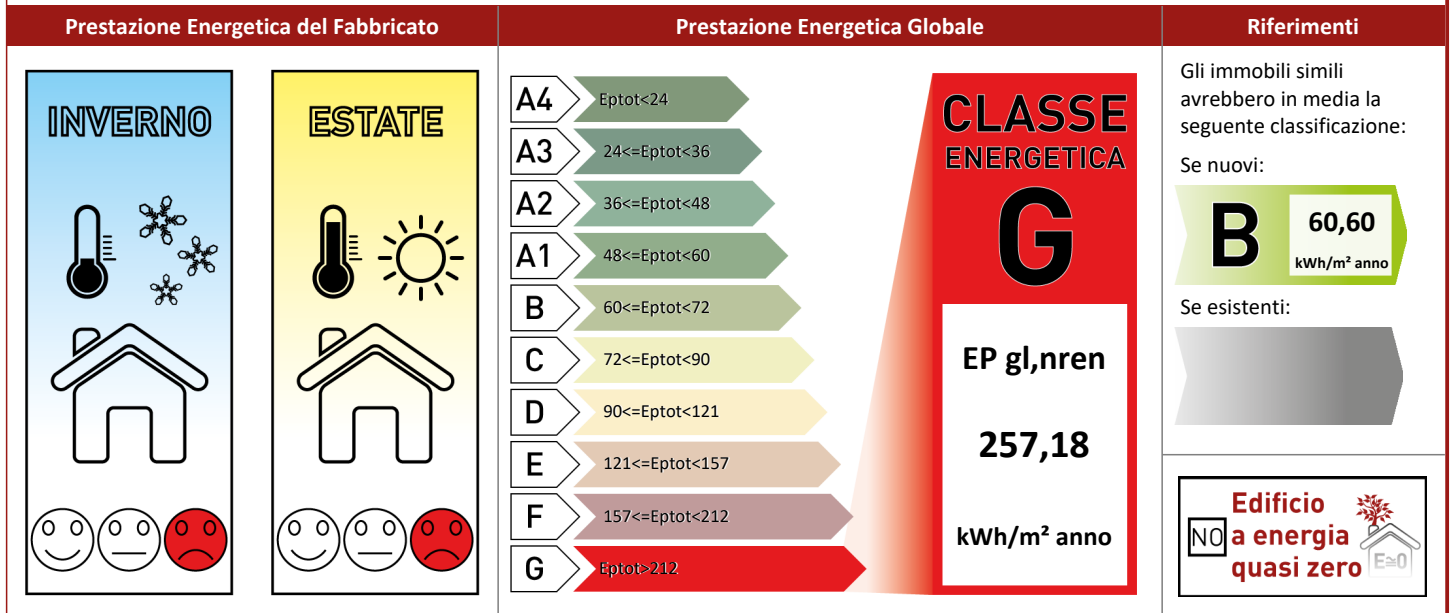 Prestazione Energetica del Fabbricato
Prestazione Energetica Globale
Riferimenti
INVERNO
ESTATE
A4
Eptot<24
A3
24<=Eptot<36
A2
36<=Eptot<48
A1
48<=Eptot<60
B
60<=Eptot<72
C
72<=Eptot<90
D
90<=Eptot<121
E
121<=Eptot<157
F
157<=Eptot<212
G
Eptot>212
CLASSE
ENERGETICA
G
EP gl,nren
257,18
kWh/m² anno
Gli immobili simili
avrebbero in media la
seguente classificazione:
Se nuovi:
B
60,60
kWh/m² anno
Se esistenti:
Edificio
NO a energia
quasi zero
E≅0